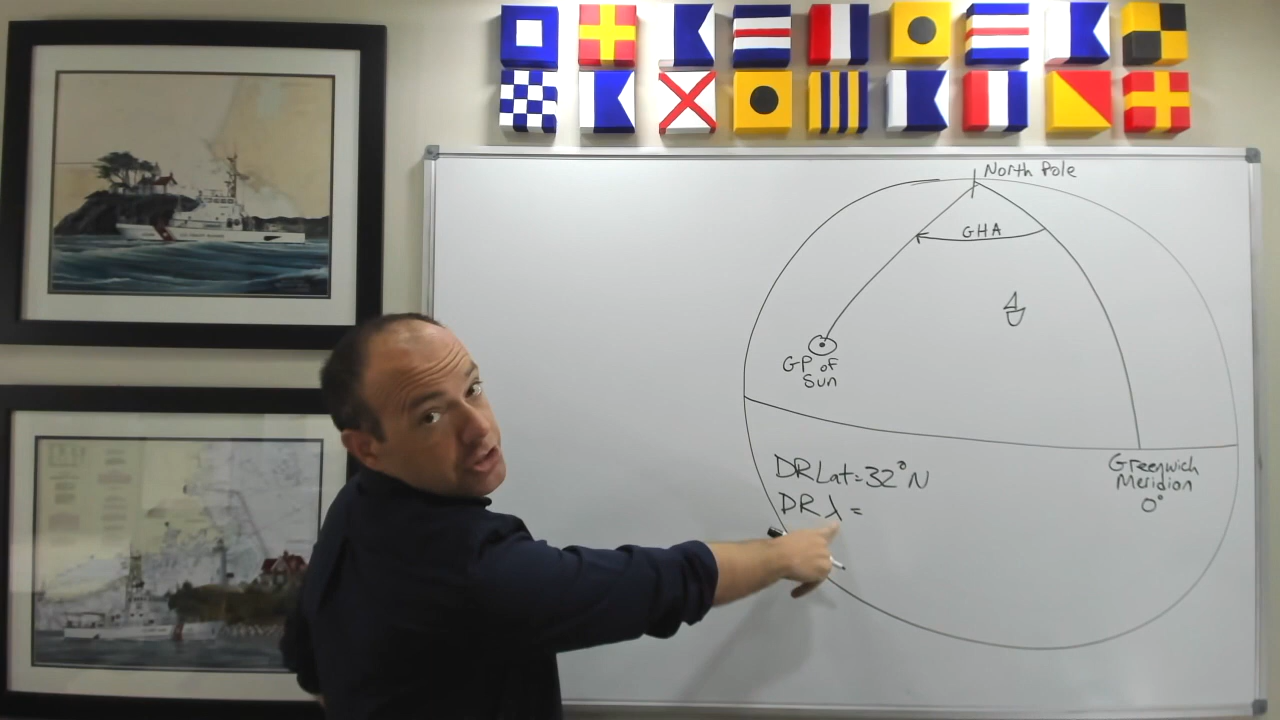 North Pole
GHA
GP of
Sun
DR Lat = 32° N
DR λ =
Greenwich
Meridian
0°